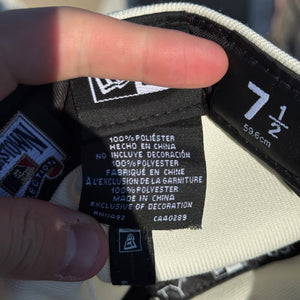 100% POLIÉSTER
HECHO EN CHINA
NO INCLUYE DECORACIÓN
100% POLYESTER
FABRIQUÉ EN CHINE
À L'EXCLUSION DE LA GARNITURE
100% POLYESTER
MADE IN CHINA
EXCLUSIVE OF DECORATION
CA40289
7 1/2
59.6cm